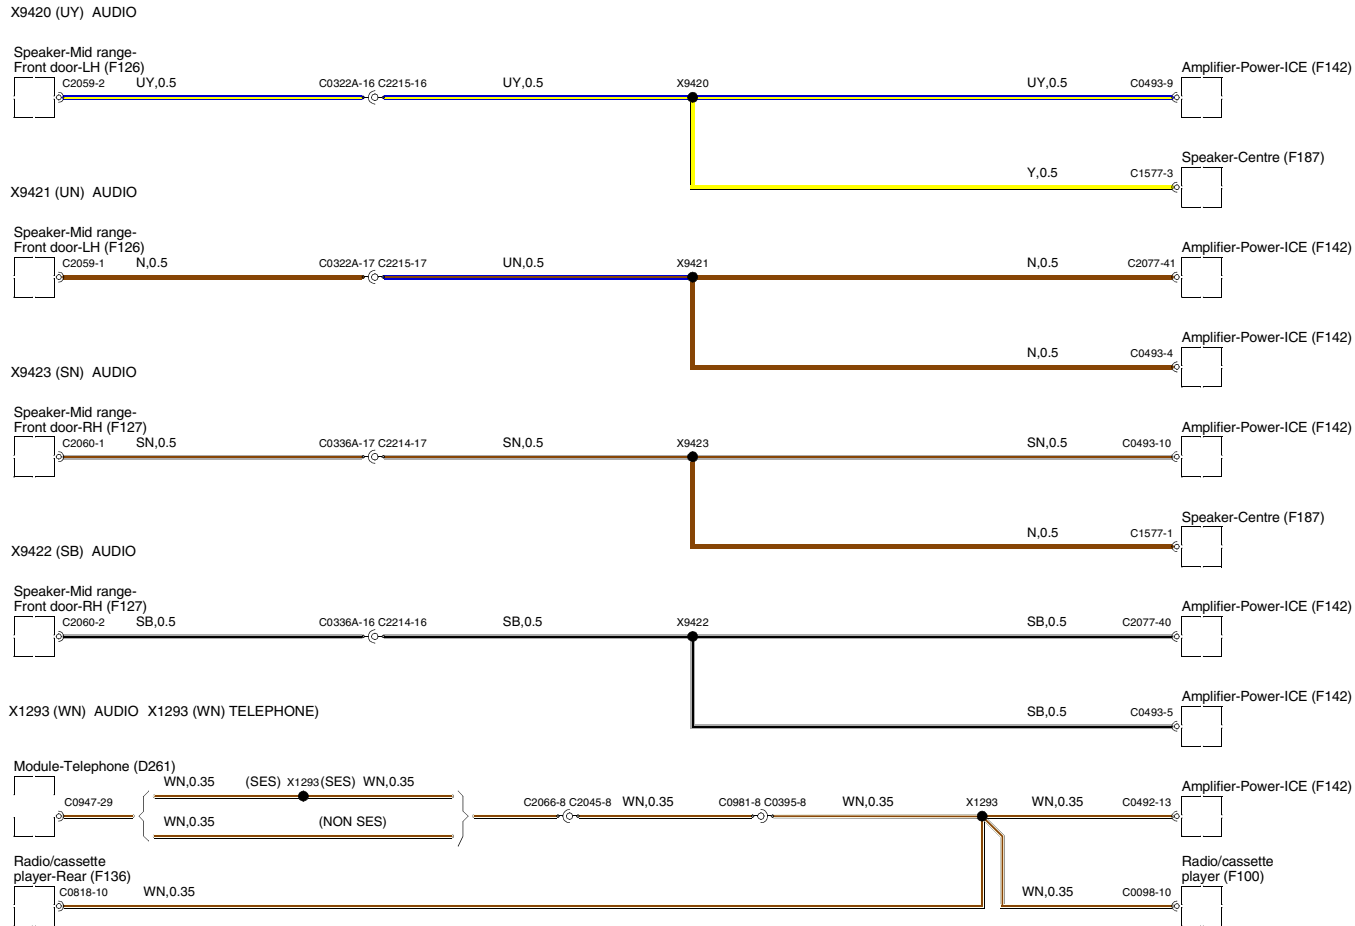 X9420 (UY) AUDIO
Speaker-Mid range-
Front door-LH (F126)
Amplifier-Power-ICE (F142)
C2059-2 UY,0.5 C0322A-16 C2215-16 UY,0.5 X9420 UY,0.5 C0493-9
Speaker-Centre (F187)
Y,0.5 C1577-3
X9421 (UN) AUDIO
Speaker-Mid range-
Front door-LH (F126)
Amplifier-Power-ICE (F142)
C2059-1 N,0.5 C0322A-17 C2215-17 UN,0.5 X9421 N,0.5 C2077-41
Amplifier-Power-ICE (F142)
N,0.5 C0493-4
X9423 (SN) AUDIO
Speaker-Mid range-
Front door-RH (F127)
Amplifier-Power-ICE (F142)
C2060-1 SN,0.5 C0336A-17 C2214-17 SN,0.5 X9423 SN,0.5 C0493-10
Speaker-Centre (F187)
N,0.5 C1577-1
X9422 (SB) AUDIO
Speaker-Mid range-
Front door-RH (F127)
Amplifier-Power-ICE (F142)
C2060-2 SB,0.5 C0336A-16 C2214-16 SB,0.5 X9422 SB,0.5 C2077-40
Amplifier-Power-ICE (F142)
SB,0.5 C0493-5
X1293 (WN) AUDIO X1293 (WN) TELEPHONE)
Module-Telephone (D261)
WN,0.35 (SES) X1293 (SES) WN,0.35
Amplifier-Power-ICE (F142)
C0947-29 C2066-8 C2045-8 WN,0.35 C0981-8 C0395-8 WN,0.35 X1293 WN,0.35 C0492-13
WN,0.35 (NON SES)
Radio/cassette
player-Rear (F136)
Radio/cassette
player (F100)
C0818-10 WN,0.35 WN,0.35 C0098-10